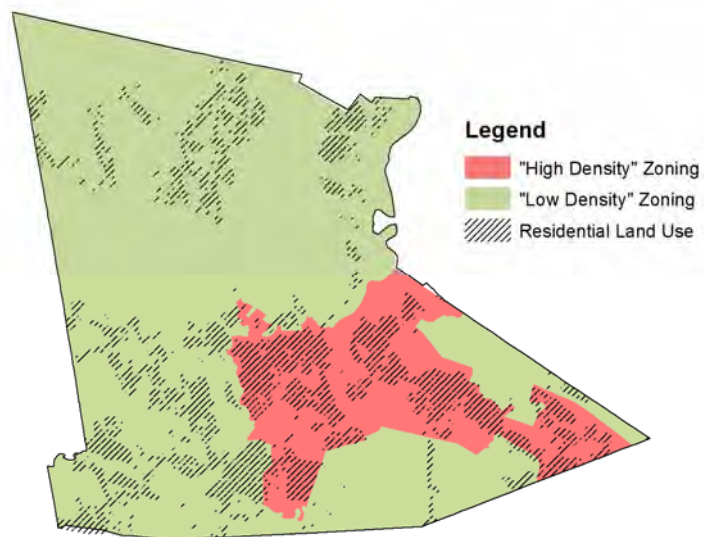 Legend
"High Density" Zoning
"Low Density" Zoning
Residential Land Use